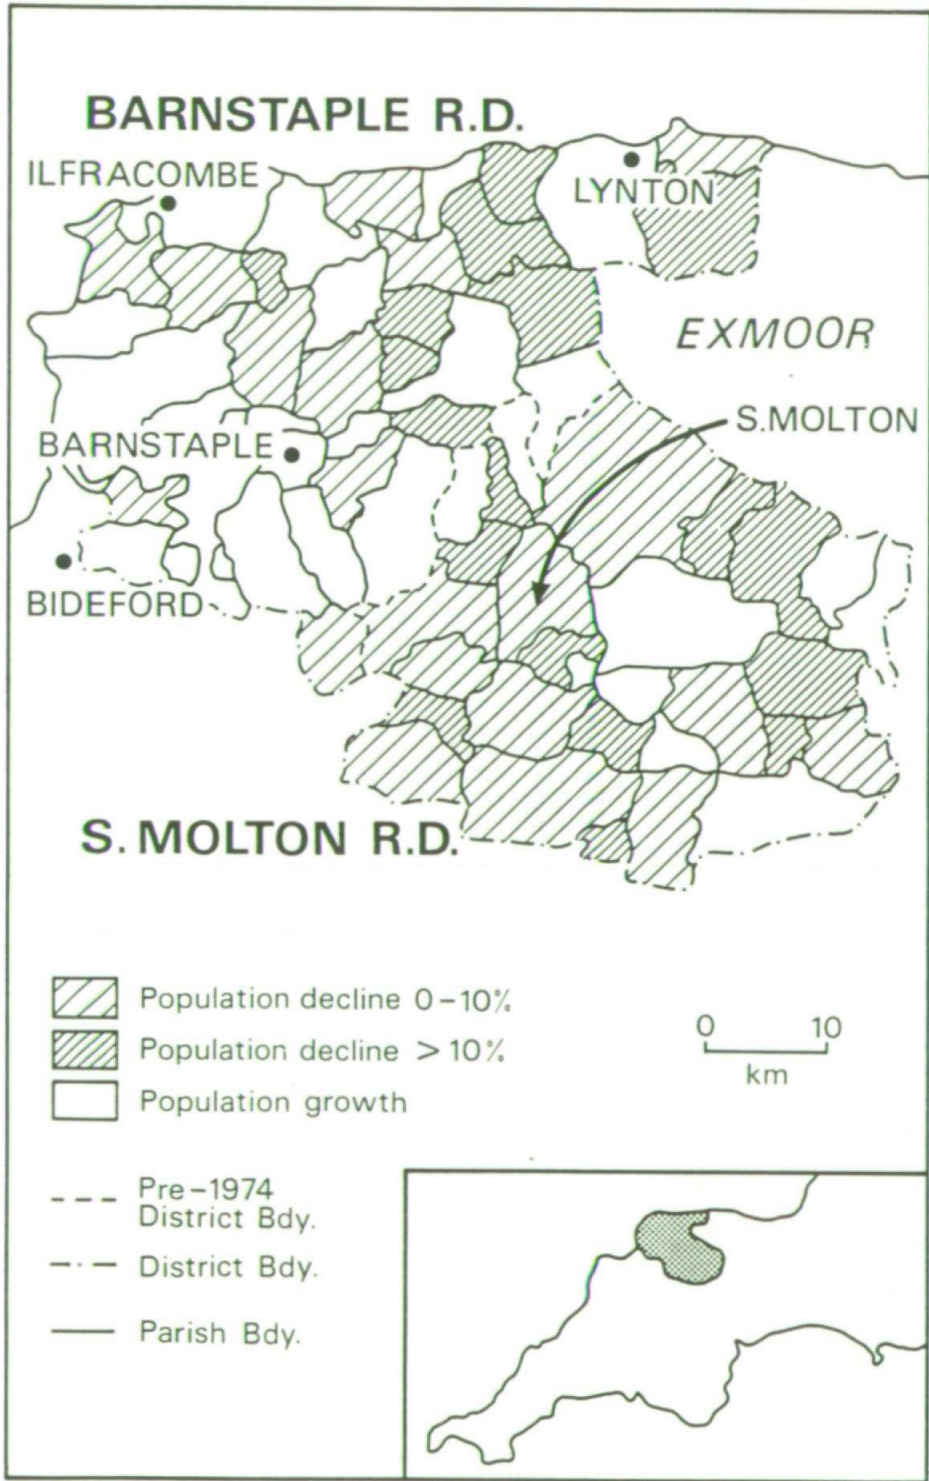 BARNSTAPLE R.D.
ILFRACOMBE
LYNTON
EXMOOR
S.MOLTON
BARNSTAPLE
BIDEFORD
S. MOLTON R.D.
Population decline 0-10%
Population decline > 10%
Population growth
0 10
km
Pre-1974
District Bdy.
District Bdy.
Parish Bdy.